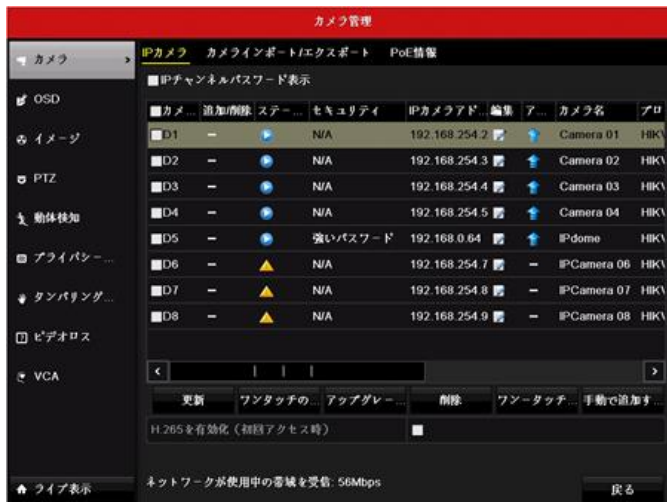 カメラ管理
カメラ
OSD
イメージ
PTZ
動体検知
プライバシー...
タンパリング...
ビデオロス
VCA
ライブ表示
IPカメラ カメラインポート/エクスポート PoE情報
IPチャンネルパスワード表示
カメ... 追加/削除 ステー... セキュリティ IPカメラアド... 編集 ア... カメラ名 プロ
D1 – N/A 192.168.254.2 Camera 01 HIKV
D2 – N/A 192.168.254.3 Camera 02 HIKV
D3 – N/A 192.168.254.4 Camera 03 HIKV
D4 – N/A 192.168.254.5 Camera 04 HIKV
D5 – 強いパスワード 192.168.0.64 IPdome HIKV
D6 – N/A 192.168.254.7 – IPCamera 06 HIKV
D7 – N/A 192.168.254.8 – IPCamera 07 HIKV
D8 – N/A 192.168.254.9 – IPCamera 08 HIKV
更新 ワンタッチの... アップグレー... 削除 ワンータッチ... 手動で追加す...
H.265を有効化（初回アクセス時）
ネットワークが使用中の帯域を受信: 56Mbps
戻る